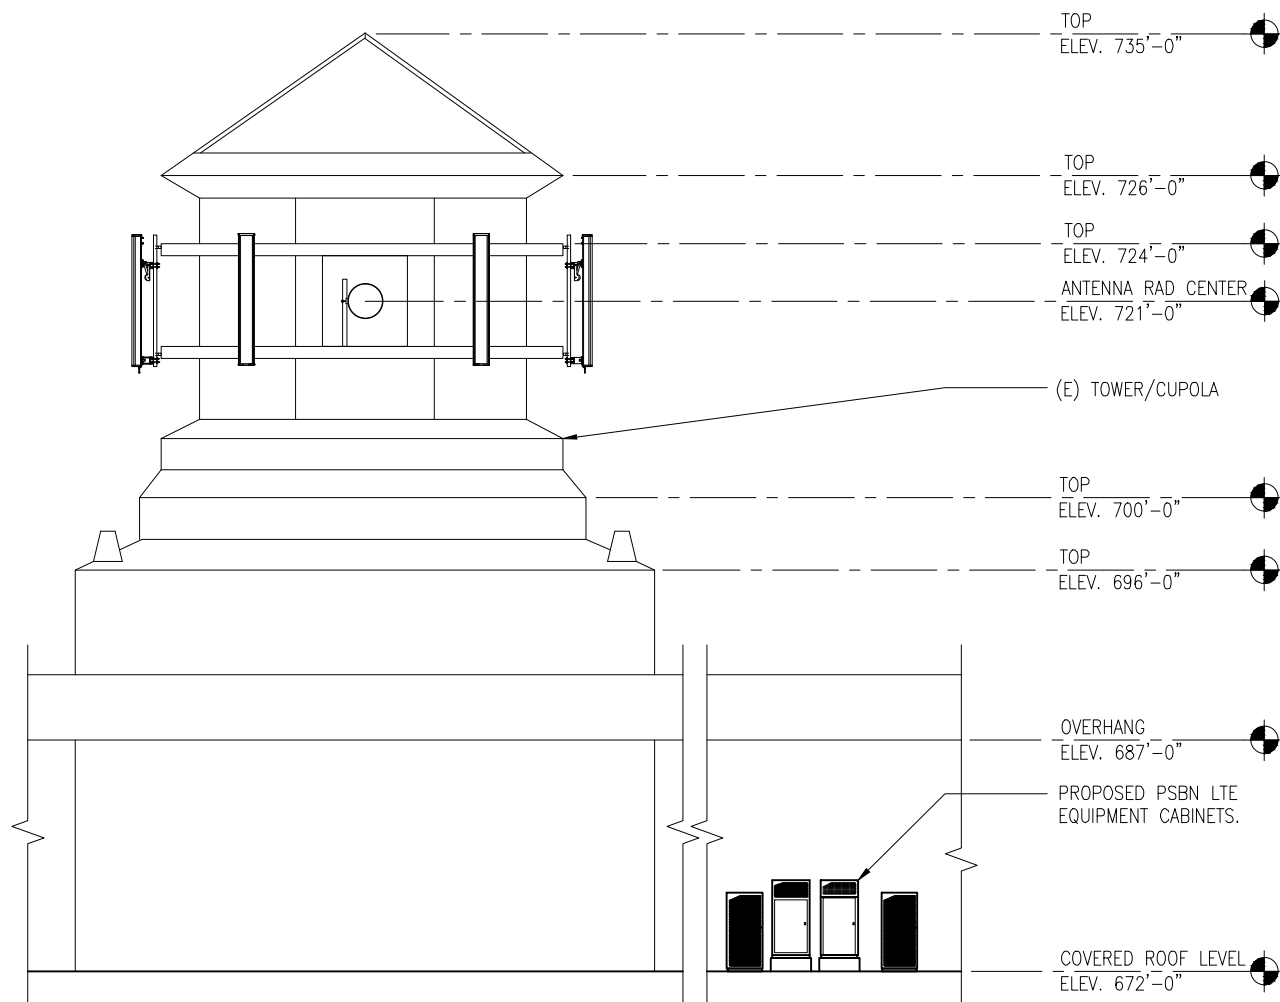 TOP
ELEV. 735'-0"
TOP
ELEV. 726'-0"
TOP
ELEV. 724'-0"
ANTENNA RAD CENTER
ELEV. 721'-0"
(E) TOWER/CUPOLA
TOP
ELEV. 700'-0"
TOP
ELEV. 696'-0"
OVERHANG
ELEV. 687'-0"
PROPOSED PSBN LTE
EQUIPMENT CABINETS.
COVERED ROOF LEVEL
ELEV. 672'-0"